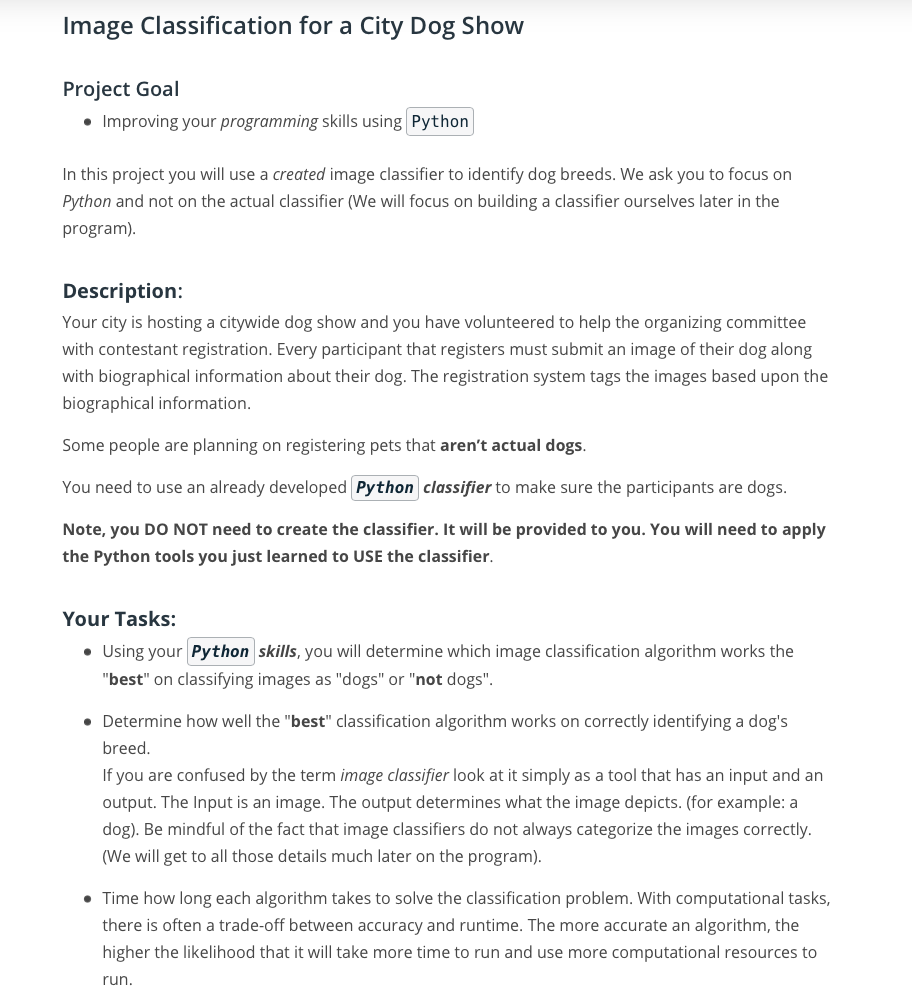 Image Classification for a City Dog Show
Project Goal
Improving your programming skills using Python
In this project you will use a created image classifier to identify dog breeds. We ask you to focus on
Python and not on the actual classifier (We will focus on building a classifier ourselves later in the
program).
Description:
Your city is hosting a citywide dog show and you have volunteered to help the organizing committee
with contestant registration. Every participant that registers must submit an image of their dog along
with biographical information about their dog. The registration system tags the images based upon the
biographical information.
Some people are planning on registering pets that aren’t actual dogs.
You need to use an already developed Python classifier to make sure the participants are dogs.
Note, you DO NOT need to create the classifier. It will be provided to you. You will need to apply
the Python tools you just learned to USE the classifier.
Your Tasks:
Using your Python skills, you will determine which image classification algorithm works the
"best" on classifying images as "dogs" or "not dogs".
Determine how well the "best" classification algorithm works on correctly identifying a dog's
breed.
If you are confused by the term image classifier look at it simply as a tool that has an input and an
output. The Input is an image. The output determines what the image depicts. (for example: a
dog). Be mindful of the fact that image classifiers do not always categorize the images correctly.
(We will get to all those details much later on the program).
Time how long each algorithm takes to solve the classification problem. With computational tasks,
there is often a trade-off between accuracy and runtime. The more accurate an algorithm, the
higher the likelihood that it will take more time to run and use more computational resources to
run.